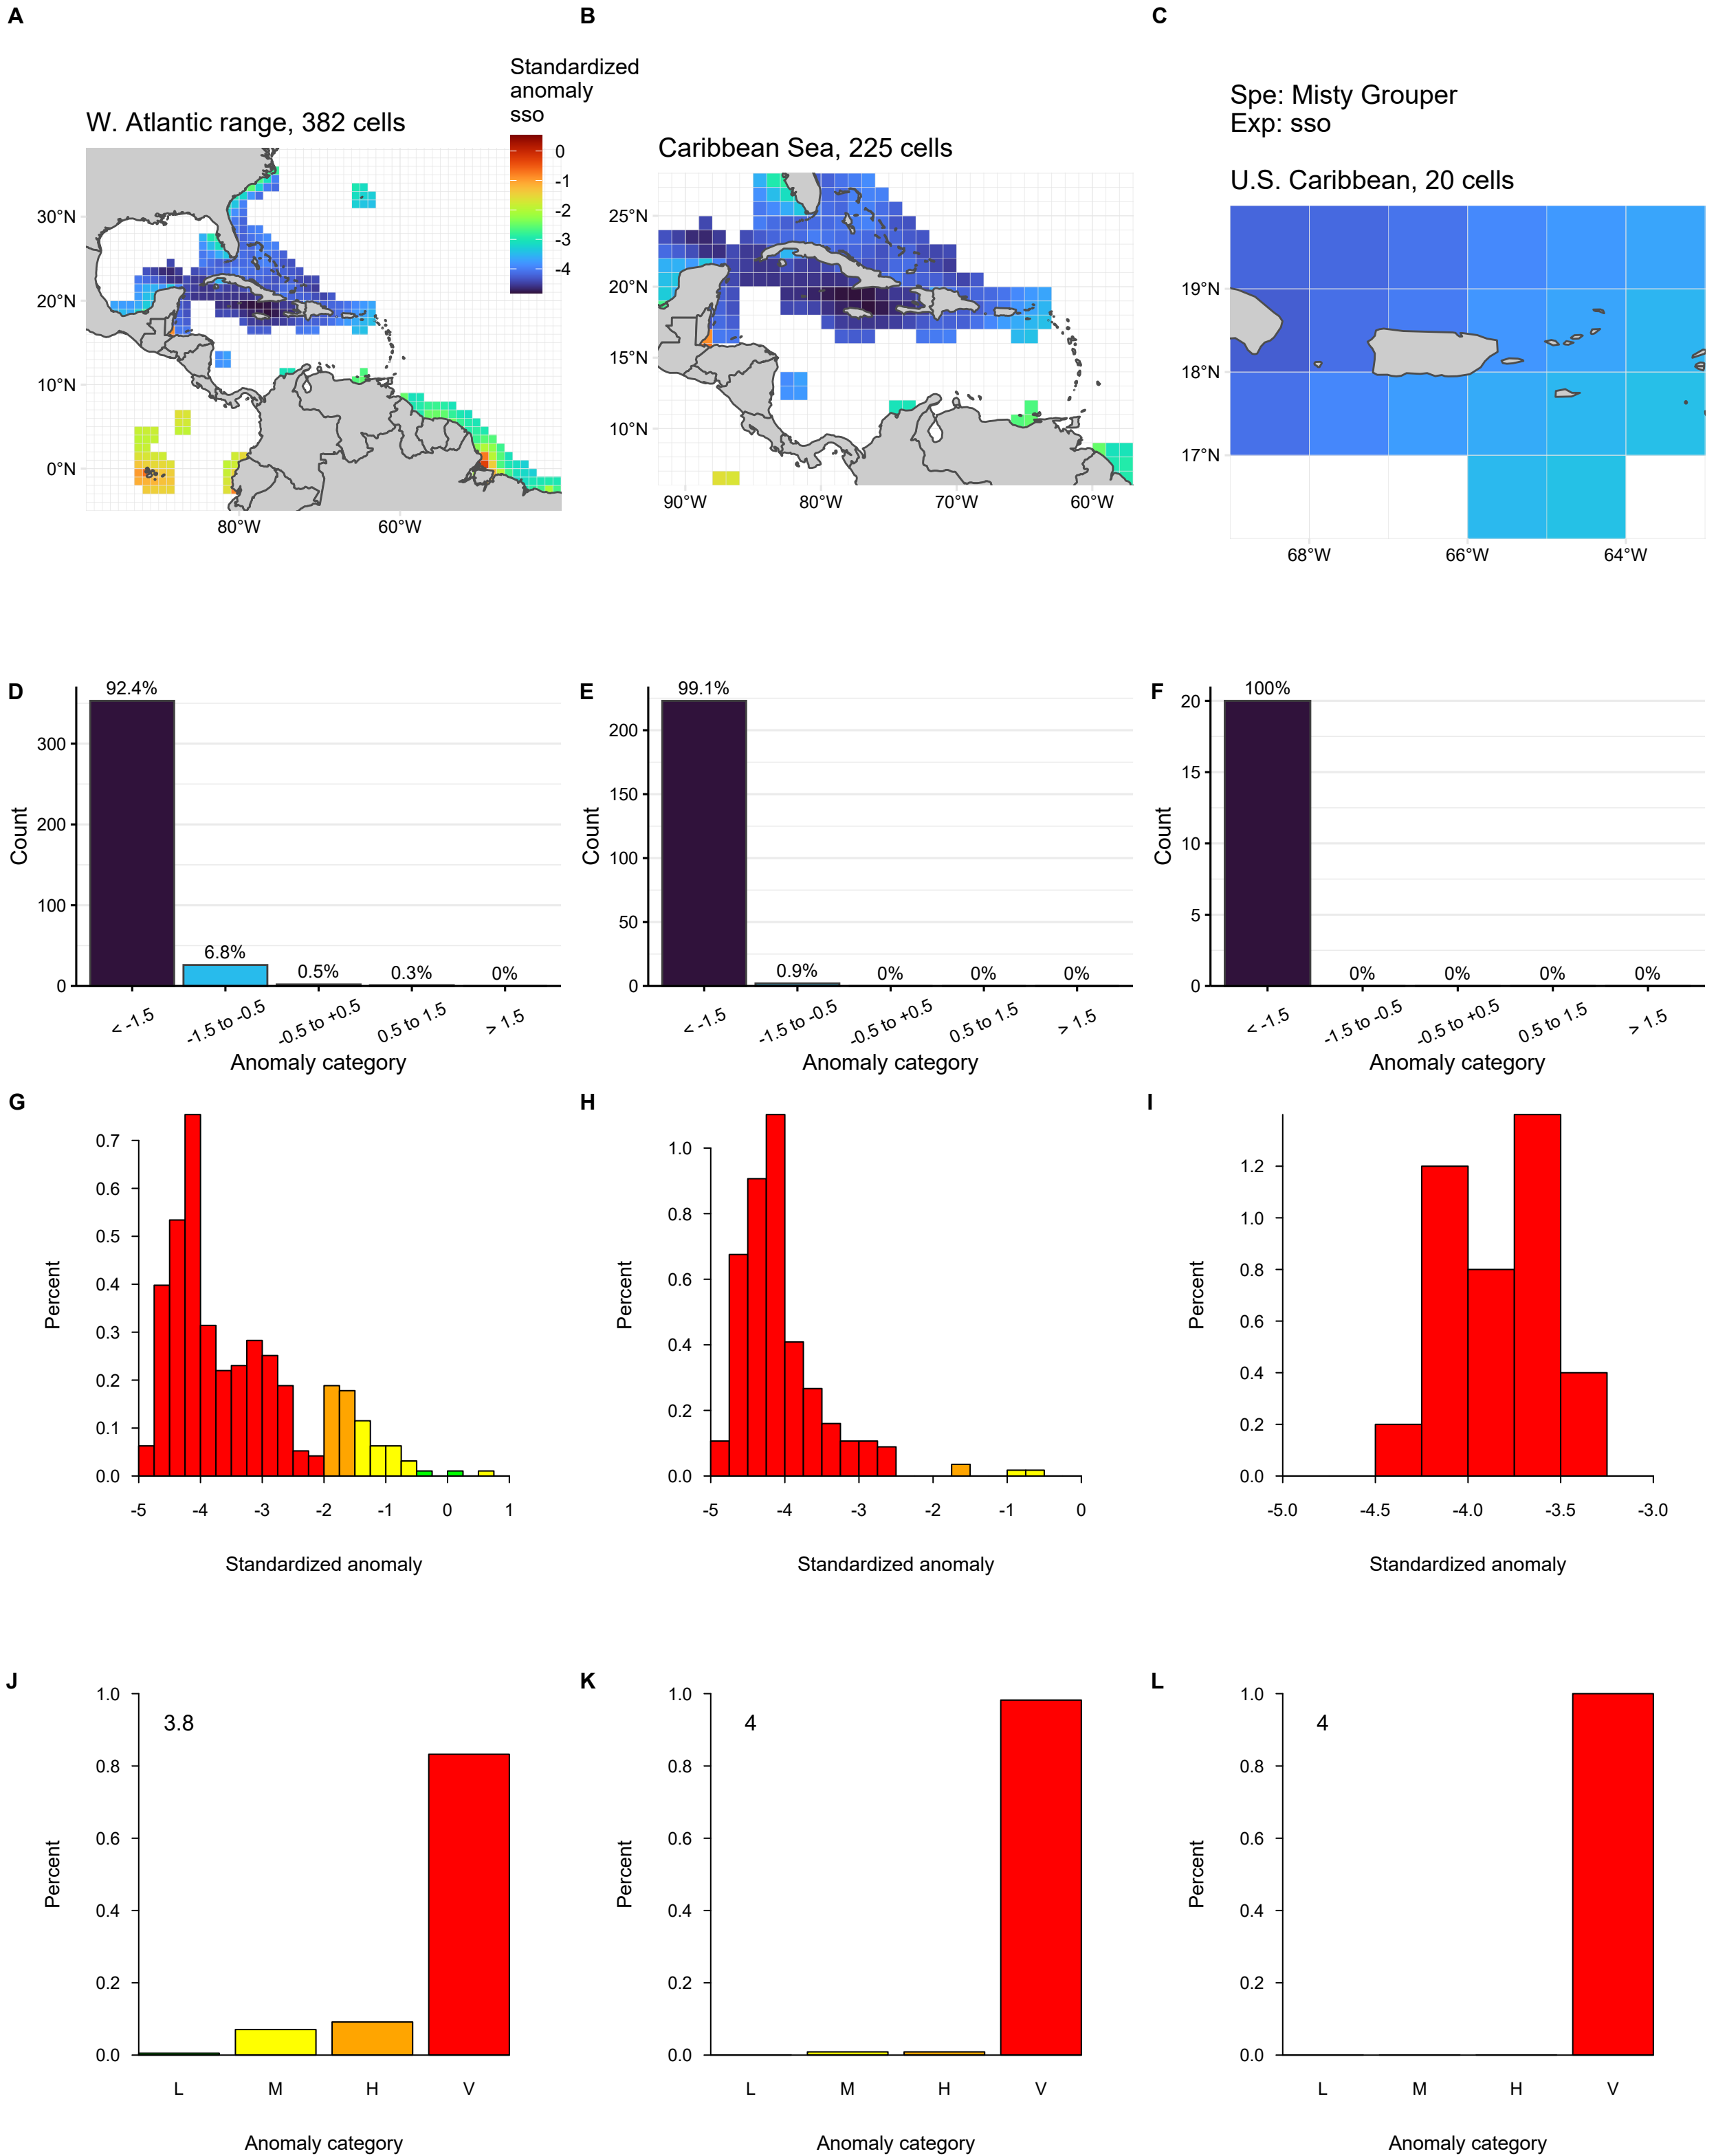 A
B
C
Standardized
anomaly
sso
0
-1
-2
-3
-4
W. Atlantic range, 382 cells
30°N
20°N
10°N
0°N
80°W
60°W
Caribbean Sea, 225 cells
25°N
20°N
15°N
10°N
90°W
80°W
70°W
60°W
Spe: Misty Grouper
Exp: sso
U.S. Caribbean, 20 cells
19°N
18°N
17°N
68°W
66°W
64°W
D
92.4%
6.8%
0.5%
0.3%
0%
300
200
100
0
Count
< -1.5
-1.5 to -0.5
-0.5 to +0.5
0.5 to 1.5
> 1.5
Anomaly category
E
99.1%
0.9%
0%
0%
0%
200
150
100
50
0
Count
< -1.5
-1.5 to -0.5
-0.5 to +0.5
0.5 to 1.5
> 1.5
Anomaly category
F
100%
0%
0%
0%
0%
20
15
10
5
0
Count
< -1.5
-1.5 to -0.5
-0.5 to +0.5
0.5 to 1.5
> 1.5
Anomaly category
G
0.7
0.6
0.5
0.4
0.3
0.2
0.1
0.0
Percent
-5
-4
-3
-2
-1
0
1
Standardized anomaly
H
1.0
0.8
0.6
0.4
0.2
0.0
Percent
-5
-4
-3
-2
-1
0
Standardized anomaly
I
1.2
1.0
0.8
0.6
0.4
0.2
0.0
Percent
-5.0
-4.5
-4.0
-3.5
-3.0
Standardized anomaly
J
3.8
1.0
0.8
0.6
0.4
0.2
0.0
Percent
L
M
H
V
Anomaly category
K
4
1.0
0.8
0.6
0.4
0.2
0.0
Percent
L
M
H
V
Anomaly category
L
4
1.0
0.8
0.6
0.4
0.2
0.0
Percent
L
M
H
V
Anomaly category